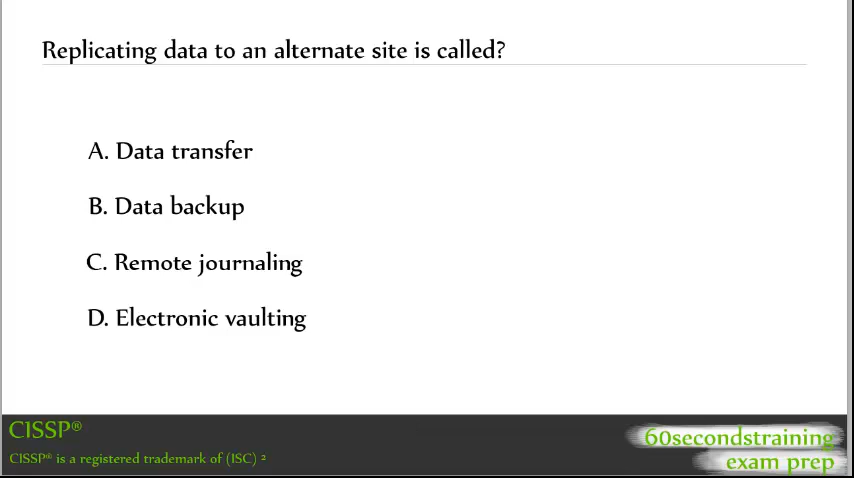 Replicating data to an alternate site is called?
A. Data transfer
B. Data backup
C. Remote journaling
D. Electronic vaulting
CISSP®
CISSP® is a registered trademark of (ISC) ²
60secondstraining
exam prep